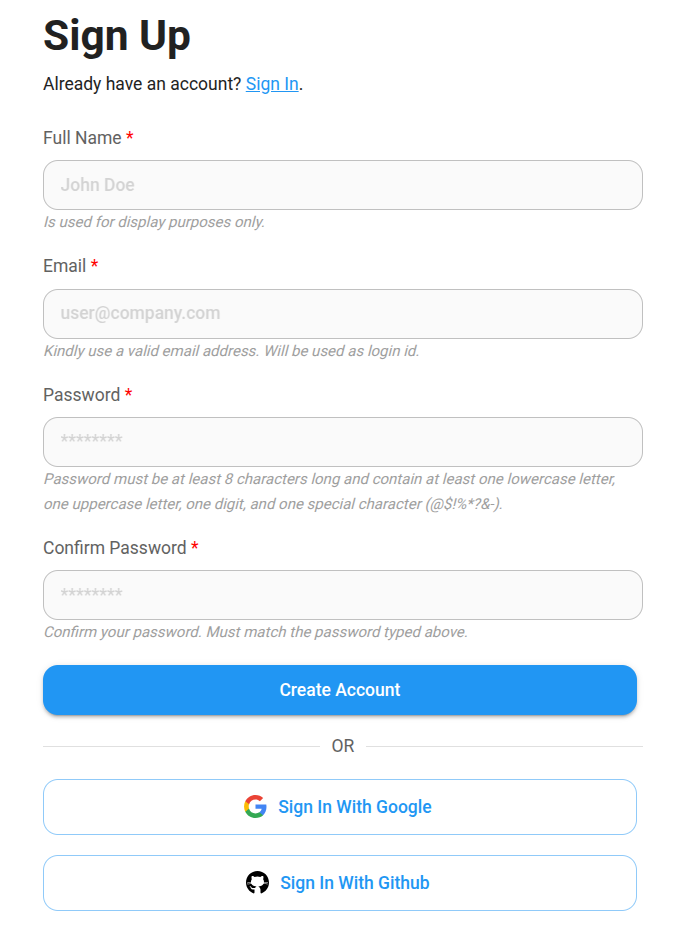 Sign Up
Already have an account? Sign In.
Full Name *
John Doe
Is used for display purposes only.
Email *
user@company.com
Kindly use a valid email address. Will be used as login id.
Password *
********
Password must be at least 8 characters long and contain at least one lowercase letter,
one uppercase letter, one digit, and one special character (@$!%*?&-).
Confirm Password *
********
Confirm your password. Must match the password typed above.
Create Account
OR
Sign In With Google
Sign In With Github